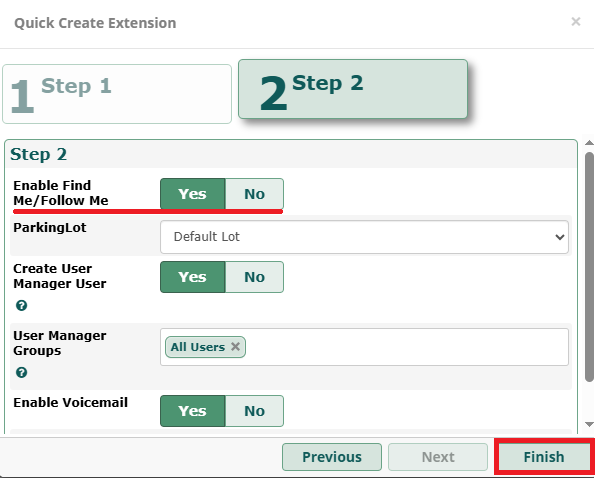 Quick Create Extension
×
1 Step 1
2 Step 2
Step 2
Enable Find
Me/Follow Me
Yes No
ParkingLot
Default Lot
Create User
Manager User
Yes No
?
User Manager
Groups
All Users ×
?
Enable Voicemail
Yes No
Previous Next Finish